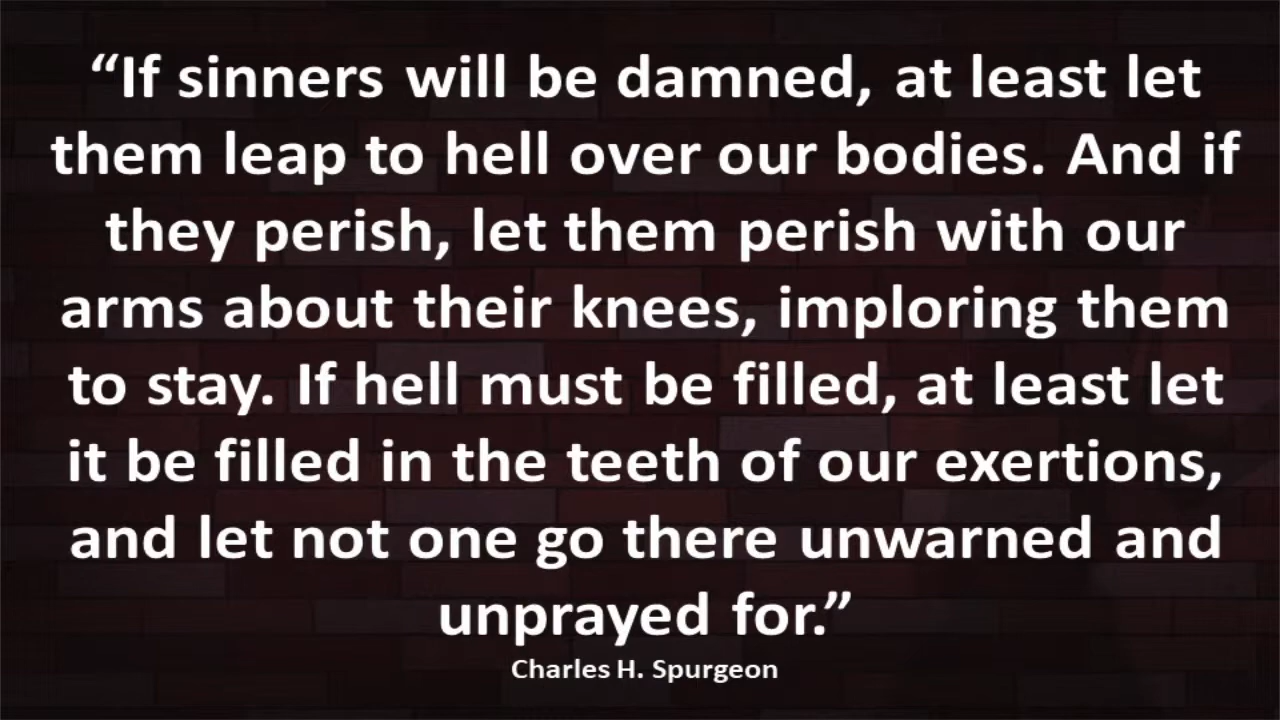 “If sinners will be damned, at least let
them leap to hell over our bodies. And if
they perish, let them perish with our
arms about their knees, imploring them
to stay. If hell must be filled, at least let
it be filled in the teeth of our exertions,
and let not one go there unwarned and
unprayed for.”
Charles H. Spurgeon